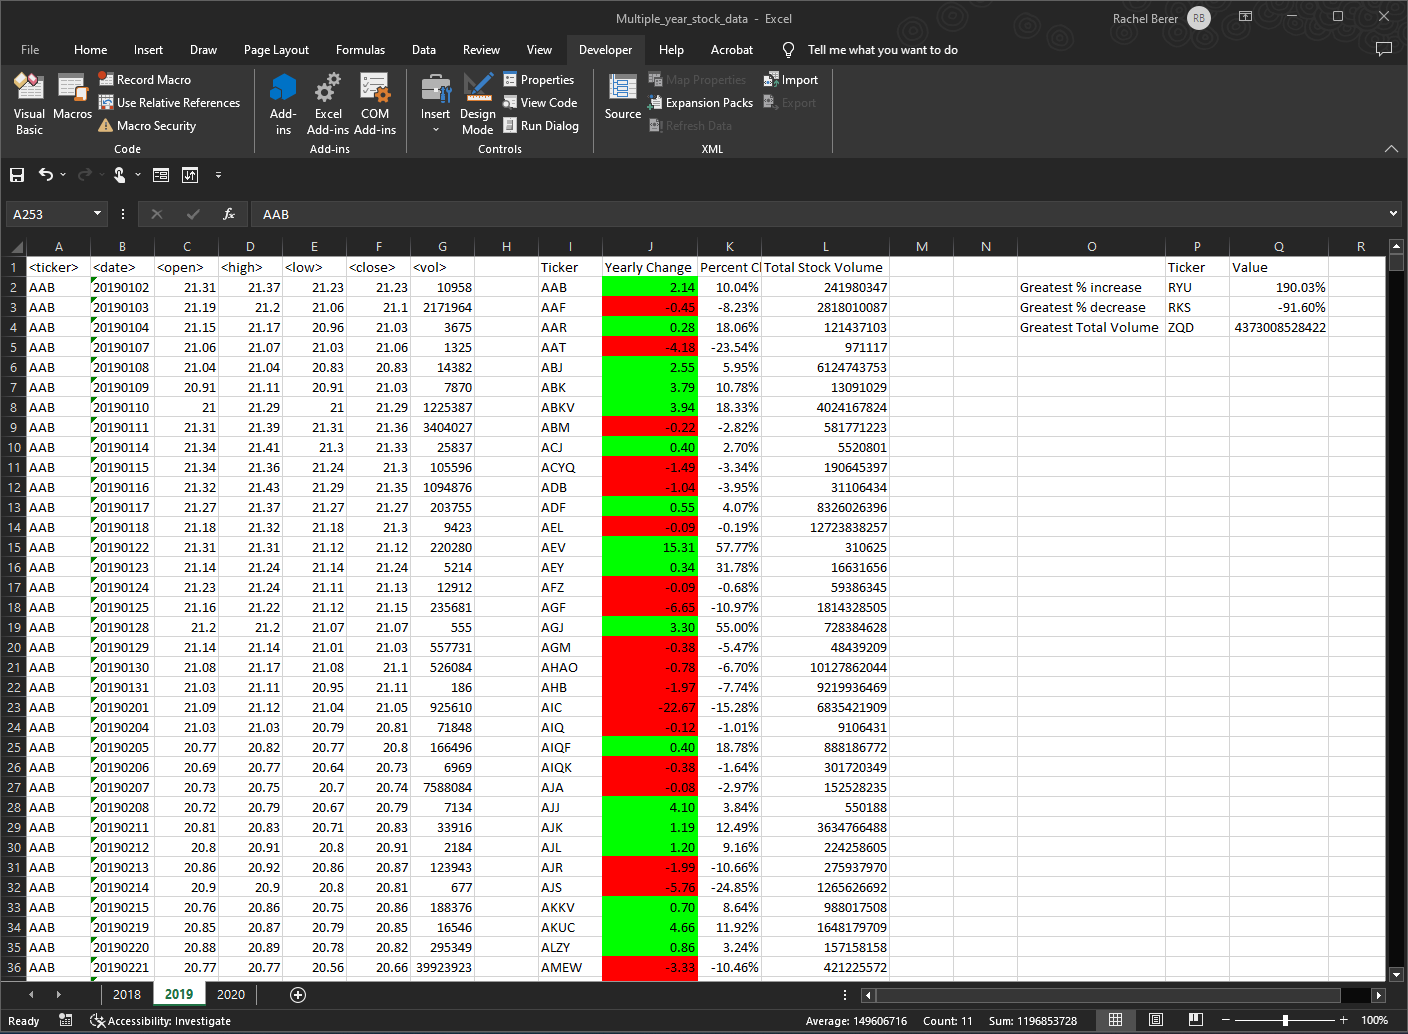 Multiple_year_stock_data - Excel
Rachel Berer RB
File Home Insert Draw Page Layout Formulas Data Review View Developer Help Acrobat Tell me what you want to do
Visual Basic
Macros
Record Macro
Use Relative References
Macro Security
Code
Add-ins
Excel Add-ins
COM Add-ins
Add-ins
Insert
Design Mode
Properties
View Code
Run Dialog
Controls
Source
Map Properties
Expansion Packs
Refresh Data
Import
Export
XML
A253 fx AAB
A B C D E F G H I J K L M N O P Q R
1 <ticker> <date> <open> <high> <low> <close> <vol> Ticker Yearly Change Percent Cl Total Stock Volume Ticker Value
2 AAB 20190102 21.31 21.37 21.23 21.23 10958 AAB 2.14 10.04% 241980347 Greatest % increase RYU 190.03%
3 AAB 20190103 21.19 21.2 21.06 21.1 2171964 AAF -0.45 -8.23% 2818010087 Greatest % decrease RKS -91.60%
4 AAB 20190104 21.15 21.17 20.96 21.03 3675 AAR 0.28 18.06% 121437103 Greatest Total Volume ZQD 4373008528422
5 AAB 20190107 21.06 21.07 21.03 21.06 1325 AAT -4.18 -23.54% 971117
6 AAB 20190108 21.04 21.04 20.83 20.83 14382 ABJ 2.55 5.95% 6124743753
7 AAB 20190109 20.91 21.11 20.91 21.03 7870 ABK 3.79 10.78% 13091029
8 AAB 20190110 21 21.29 21 21.29 1225387 ABKV 3.94 18.33% 4024167824
9 AAB 20190111 21.31 21.39 21.31 21.36 3404027 ABM -0.22 -2.82% 581771223
10 AAB 20190114 21.34 21.41 21.3 21.33 25837 ACJ 0.40 2.70% 5520801
11 AAB 20190115 21.34 21.36 21.24 21.3 105596 ACYQ -1.49 -3.34% 190645397
12 AAB 20190116 21.32 21.43 21.29 21.35 1094876 ADB -1.04 -3.95% 31106434
13 AAB 20190117 21.27 21.37 21.27 21.27 203755 ADF 0.55 4.07% 8326026396
14 AAB 20190118 21.18 21.32 21.18 21.3 9423 AEL -0.09 -0.19% 12723838257
15 AAB 20190122 21.31 21.31 21.12 21.12 220280 AEV 15.31 57.77% 310625
16 AAB 20190123 21.14 21.24 21.14 21.24 5214 AEY 0.34 31.78% 16631656
17 AAB 20190124 21.23 21.24 21.11 21.13 12912 AFZ -0.09 -0.68% 59386345
18 AAB 20190125 21.16 21.22 21.12 21.15 235681 AGF -6.65 -10.97% 1814328505
19 AAB 20190128 21.2 21.2 21.07 21.07 555 AGJ 3.30 55.00% 728384628
20 AAB 20190129 21.14 21.14 21.01 21.03 557731 AGM -0.38 -5.47% 48439209
21 AAB 20190130 21.08 21.17 21.08 21.1 526084 AHAO -0.78 -6.70% 10127862044
22 AAB 20190131 21.03 21.11 20.95 21.11 186 AHB -1.97 -7.74% 9219936469
23 AAB 20190201 21.09 21.12 21.04 21.05 925610 AIC -22.67 -15.28% 6835421909
24 AAB 20190204 21.03 21.03 20.79 20.81 71848 AIQ -0.12 -1.01% 9106431
25 AAB 20190205 20.77 20.82 20.77 20.8 166496 AIQF 0.40 18.78% 888186772
26 AAB 20190206 20.69 20.77 20.64 20.73 6969 AIQK -0.38 -1.64% 301720349
27 AAB 20190207 20.73 20.75 20.7 20.74 7588084 AJA -0.08 -2.97% 152528235
28 AAB 20190208 20.72 20.79 20.67 20.79 7134 AJJ 4.10 3.84% 550188
29 AAB 20190211 20.81 20.83 20.71 20.83 33916 AJK 1.19 12.49% 3634766488
30 AAB 20190212 20.8 20.91 20.8 20.91 2184 AJL 1.20 9.16% 224258605
31 AAB 20190213 20.86 20.92 20.86 20.87 123943 AJR -1.99 -10.66% 275937970
32 AAB 20190214 20.9 20.9 20.8 20.81 677 AJS -5.76 -24.85% 1265626692
33 AAB 20190215 20.76 20.86 20.75 20.86 188376 AKKV 0.70 8.64% 988017508
34 AAB 20190219 20.85 20.87 20.79 20.85 16546 AKUC 4.66 11.92% 1648179709
35 AAB 20190220 20.88 20.89 20.78 20.82 295349 ALZY 0.86 3.24% 157158158
36 AAB 20190221 20.77 20.77 20.56 20.66 39923923 AMEW -3.33 -10.46% 421225572
2018 2019 2020
Ready Accessibility: Investigate Average: 149606716 Count: 11 Sum: 1196853728 100%